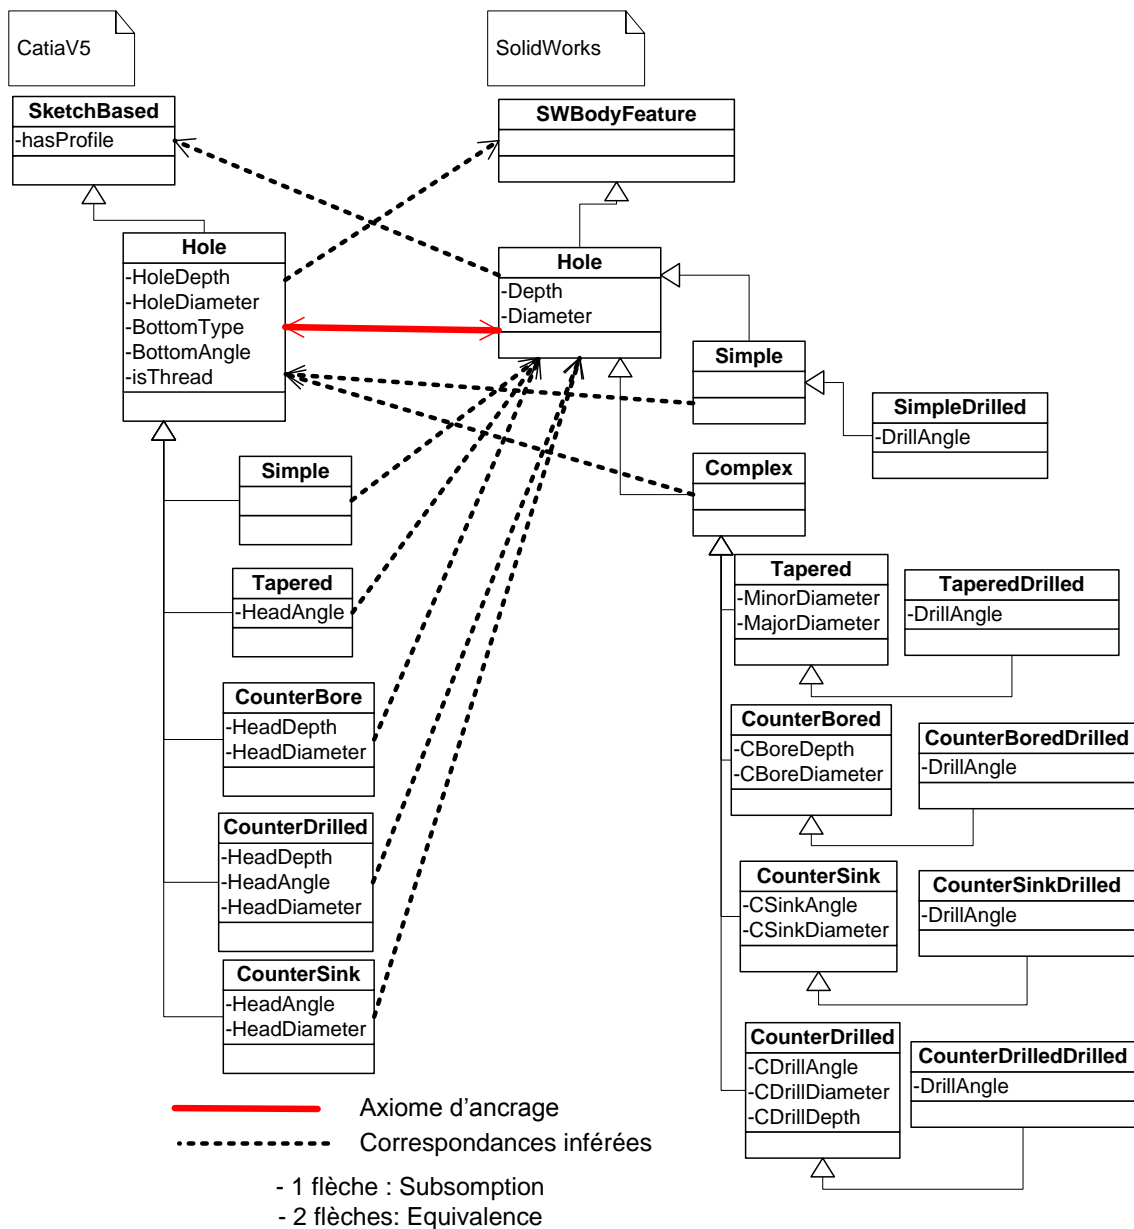 CatiaV5
SolidWorks
SketchBased
-hasProfile
SWBodyFeature
Hole
-HoleDepth
-HoleDiameter
-BottomType
-BottomAngle
-isThread
Hole
-Depth
-Diameter
Simple
SimpleDrilled
-DrillAngle
Complex
Simple
Tapered
-HeadAngle
CounterBore
-HeadDepth
-HeadDiameter
CounterDrilled
-HeadDepth
-HeadAngle
-HeadDiameter
CounterSink
-HeadAngle
-HeadDiameter
Tapered
-MinorDiameter
-MajorDiameter
TaperedDrilled
-DrillAngle
CounterBored
-CBoreDepth
-CBoreDiameter
CounterBoredDrilled
-DrillAngle
CounterSink
-CSinkAngle
-CSinkDiameter
CounterSinkDrilled
-DrillAngle
CounterDrilled
-CDrillAngle
-CDrillDiameter
-CDrillDepth
CounterDrilledDrilled
-DrillAngle
Axiome d'ancrage
Correspondances inférées
- 1 flèche : Subsomption
- 2 flèches: Equivalence